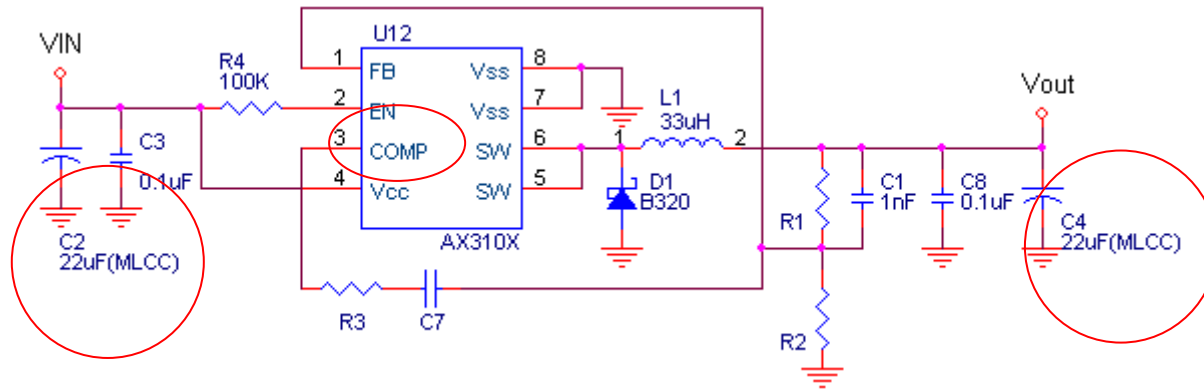 VIN
R4
100K
C3
0.1uF
C2
22uF(MLCC)
U12
1
FB
2
EN
3
COMP
4
Vcc
Vss
8
Vss
7
SW
6
SW
5
AX310X
R3
C7
1
L1
33uH
2
D1
B320
R1
R2
C1
1nF
C8
0.1uF
Vout
C4
22uF(MLCC)